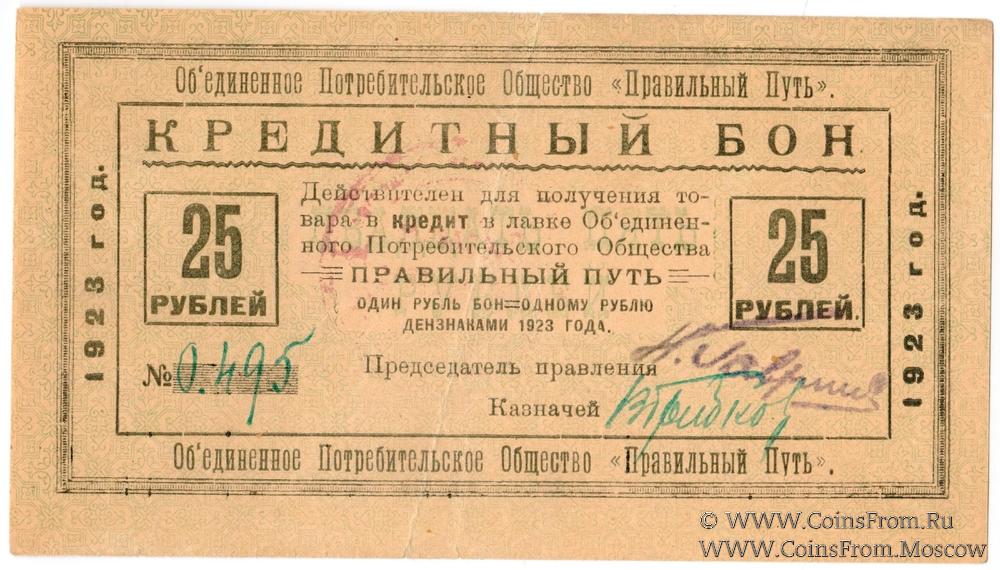 Об'единенное Потребительское Общество «Правильный Путь».
КРЕДИТНЫЙ БОН
1923 год.
25
РУБЛЕЙ
Действителен для получения то-
вара в кредит в лавке Об'единен-
ного Потребительского Общества
ПРАВИЛЬНЫЙ ПУТЬ
ОДИН РУБЛЬ БОН=ОДНОМУ РУБЛЮ
ДЕНЗНАКАМИ 1923 ГОДА.
25
РУБЛЕЙ.
1923 год.
№ 0.495
Председатель правления
Казначей
Об'единенное Потребительское Общество «Правильный Путь».
© WWW.CoinsFrom.Ru
WWW.CoinsFrom.Moscow